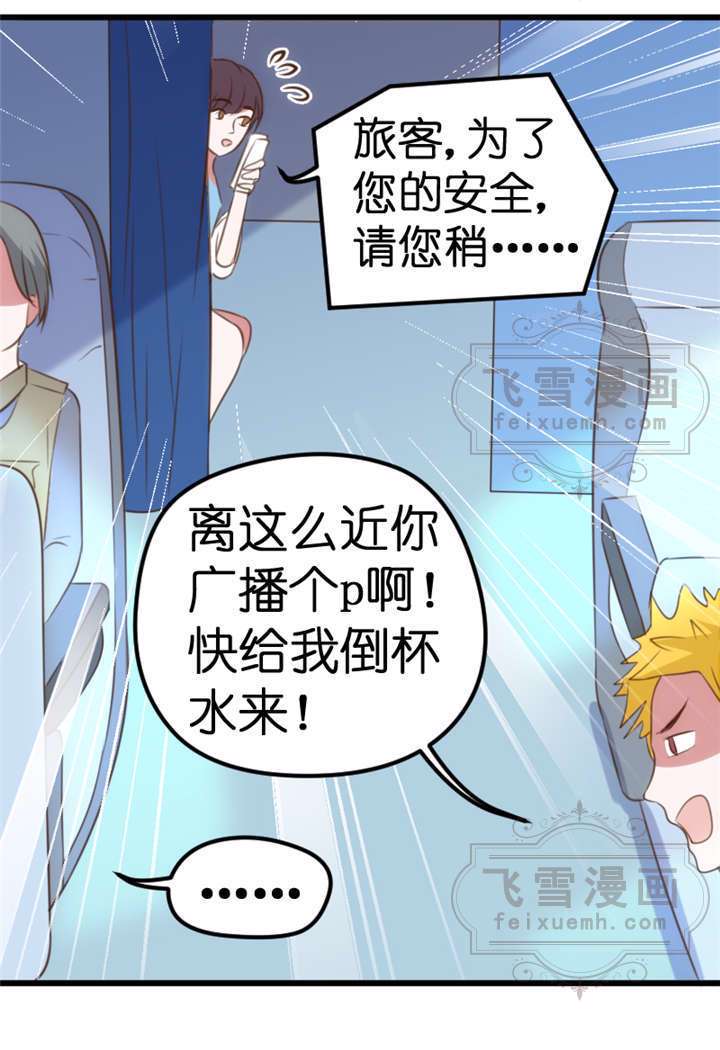 旅客，为了
您的安全，
请您稍……
飞雪漫画
feixuemh.com
离这么近你
广播个p啊！
快给我倒杯
水来！
……
飞雪漫画
feixuemh.com